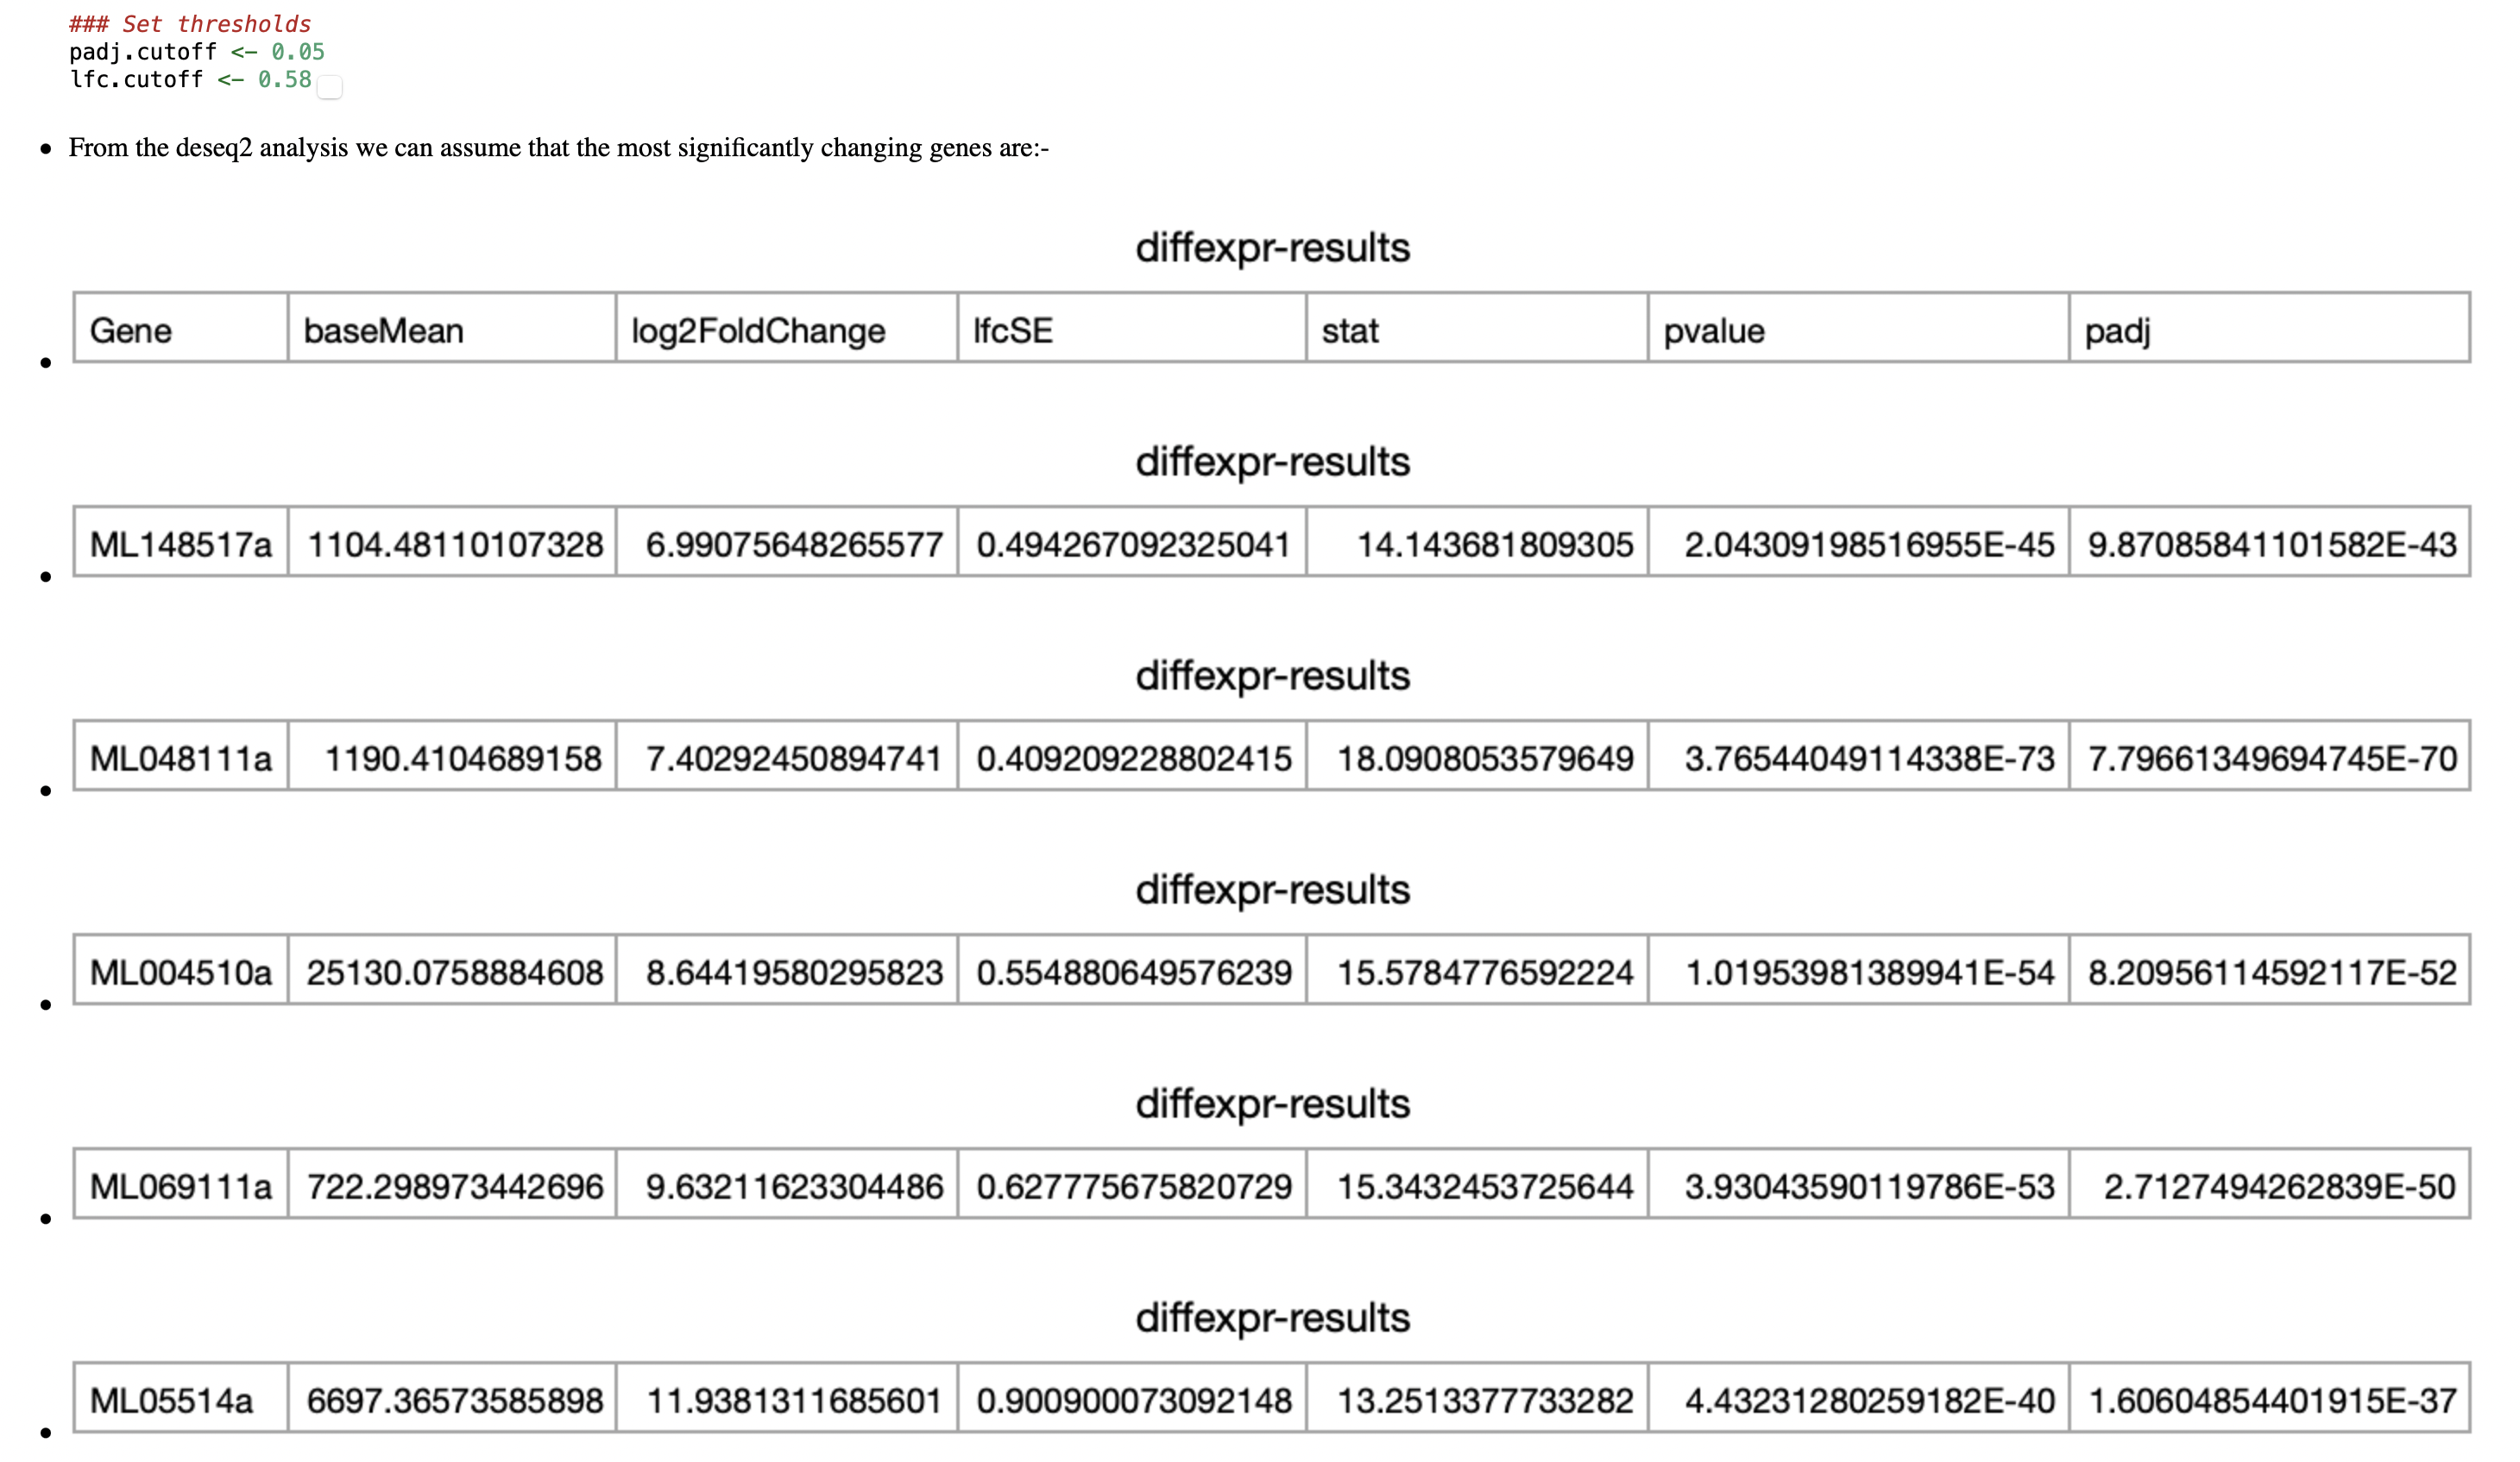 ### Set thresholds
padj.cutoff <- 0.05
lfc.cutoff <- 0.58
• From the deseq2 analysis we can assume that the most significantly changing genes are:-
diffexpr-results
Gene baseMean log2FoldChange lfcSE stat pvalue padj
diffexpr-results
ML148517a 1104.48110107328 6.99075648265577 0.494267092325041 14.143681809305 2.04309198516955E-45 9.87085841101582E-43
diffexpr-results
ML048111a 1190.4104689158 7.40292450894741 0.409209228802415 18.0908053579649 3.76544049114338E-73 7.79661349694745E-70
diffexpr-results
ML004510a 25130.0758884608 8.64419580295823 0.554880649576239 15.5784776592224 1.01953981389941E-54 8.20956114592117E-52
diffexpr-results
ML069111a 722.298973442696 9.63211623304486 0.627775675820729 15.3432453725644 3.93043590119786E-53 2.7127494262839E-50
diffexpr-results
ML05514a 6697.36573585898 11.9381311685601 0.900900073092148 13.2513377733282 4.43231280259182E-40 1.60604854401915E-37